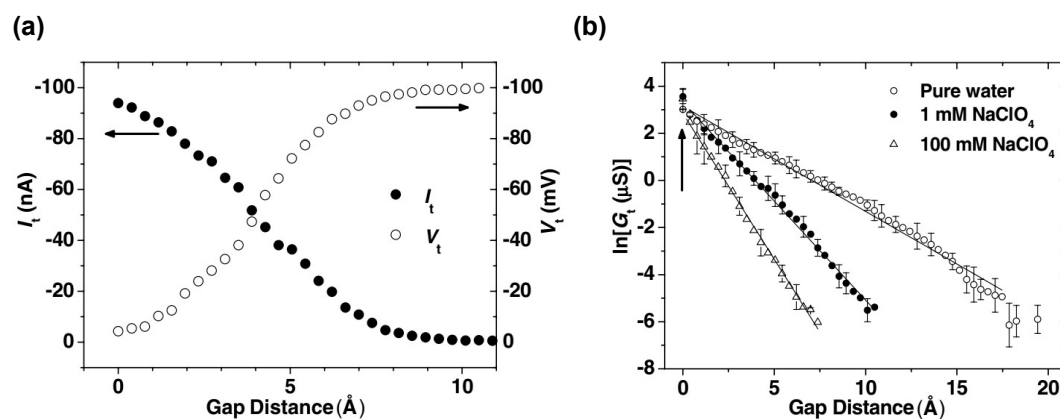 (a)
-100
-80
-60
-40
-20
0
I_t (nA)
0
5
10
Gap Distance (Å)
-100
-80
-60
-40
-20
0
V_t (mV)
I_t
V_t
(b)
4
2
0
-2
-4
-6
-8
ln[G_t (μS)]
0
5
10
15
20
Gap Distance (Å)
Pure water
1 mM NaClO₄
100 mM NaClO₄